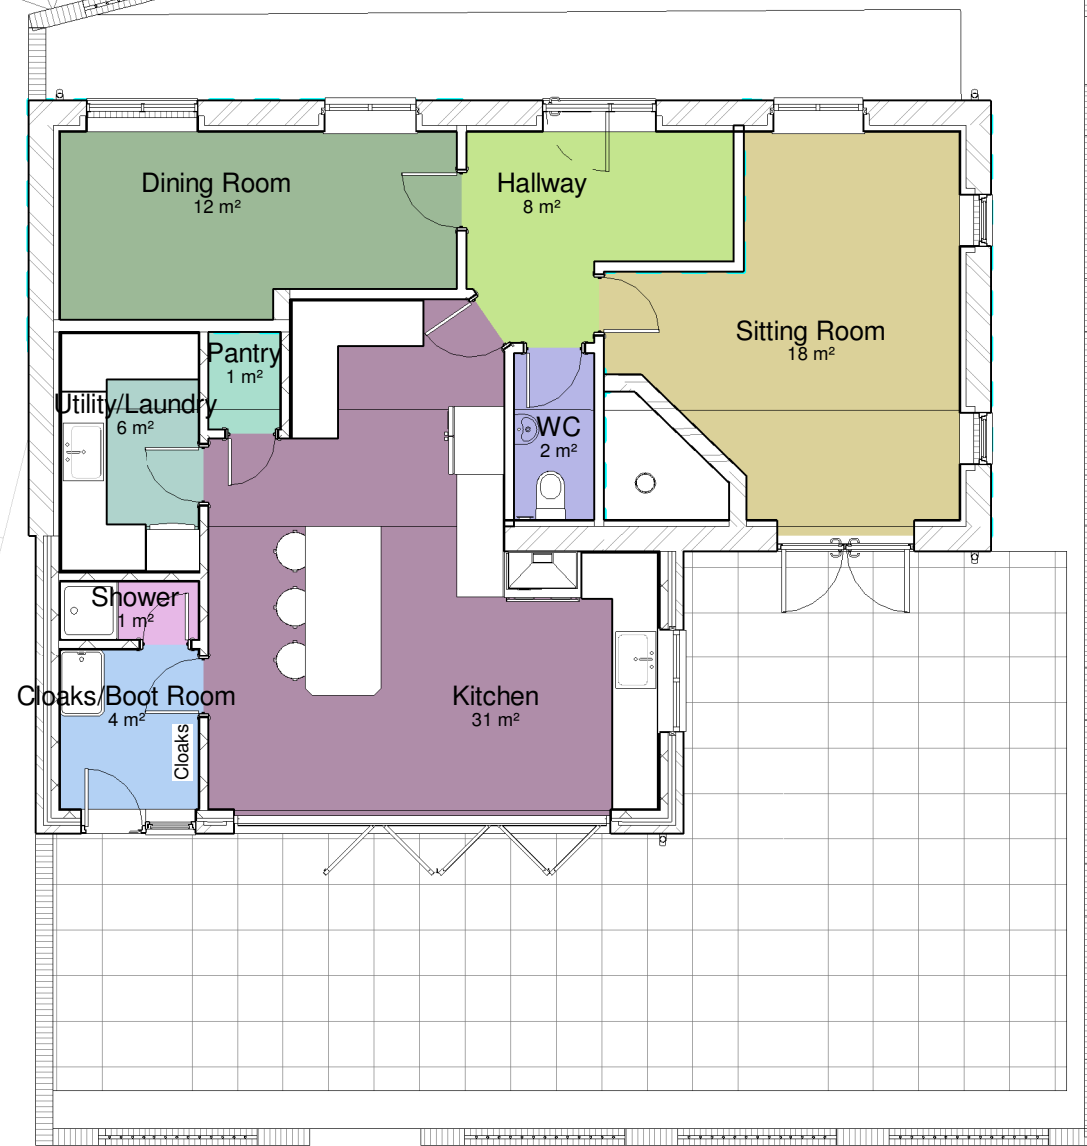 Dining Room
12 m²
Hallway
8 m²
Sitting Room
18 m²
Pantry
1 m²
Utility/Laundry
6 m²
WC
2 m²
Shower
1 m²
Cloaks/Boot Room
4 m²
Cloaks
Kitchen
31 m²